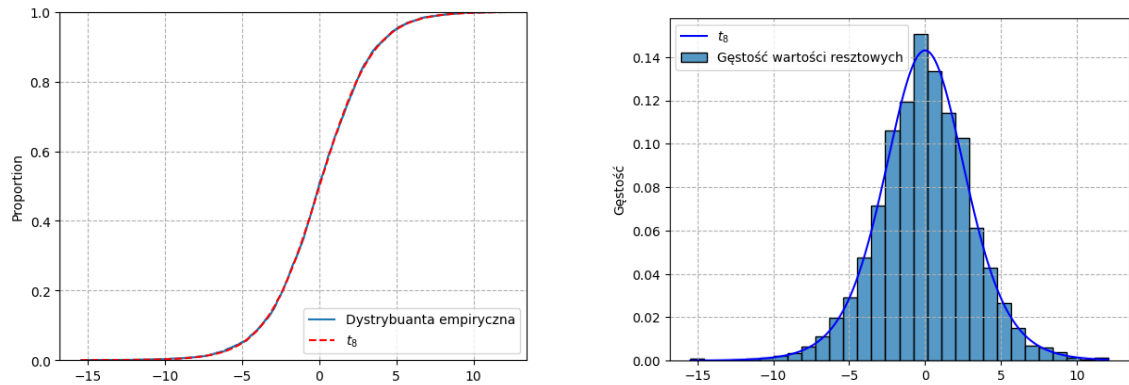 1.0
0.8
0.6
0.4
0.2
0.0
Proportion
−15 −10 −5 0 5 10
Dystrybuanta empiryczna
t₈
0.14
0.12
0.10
0.08
0.06
0.04
0.02
0.00
Gęstość
−15 −10 −5 0 5 10
t₈
Gęstość wartości resztowych